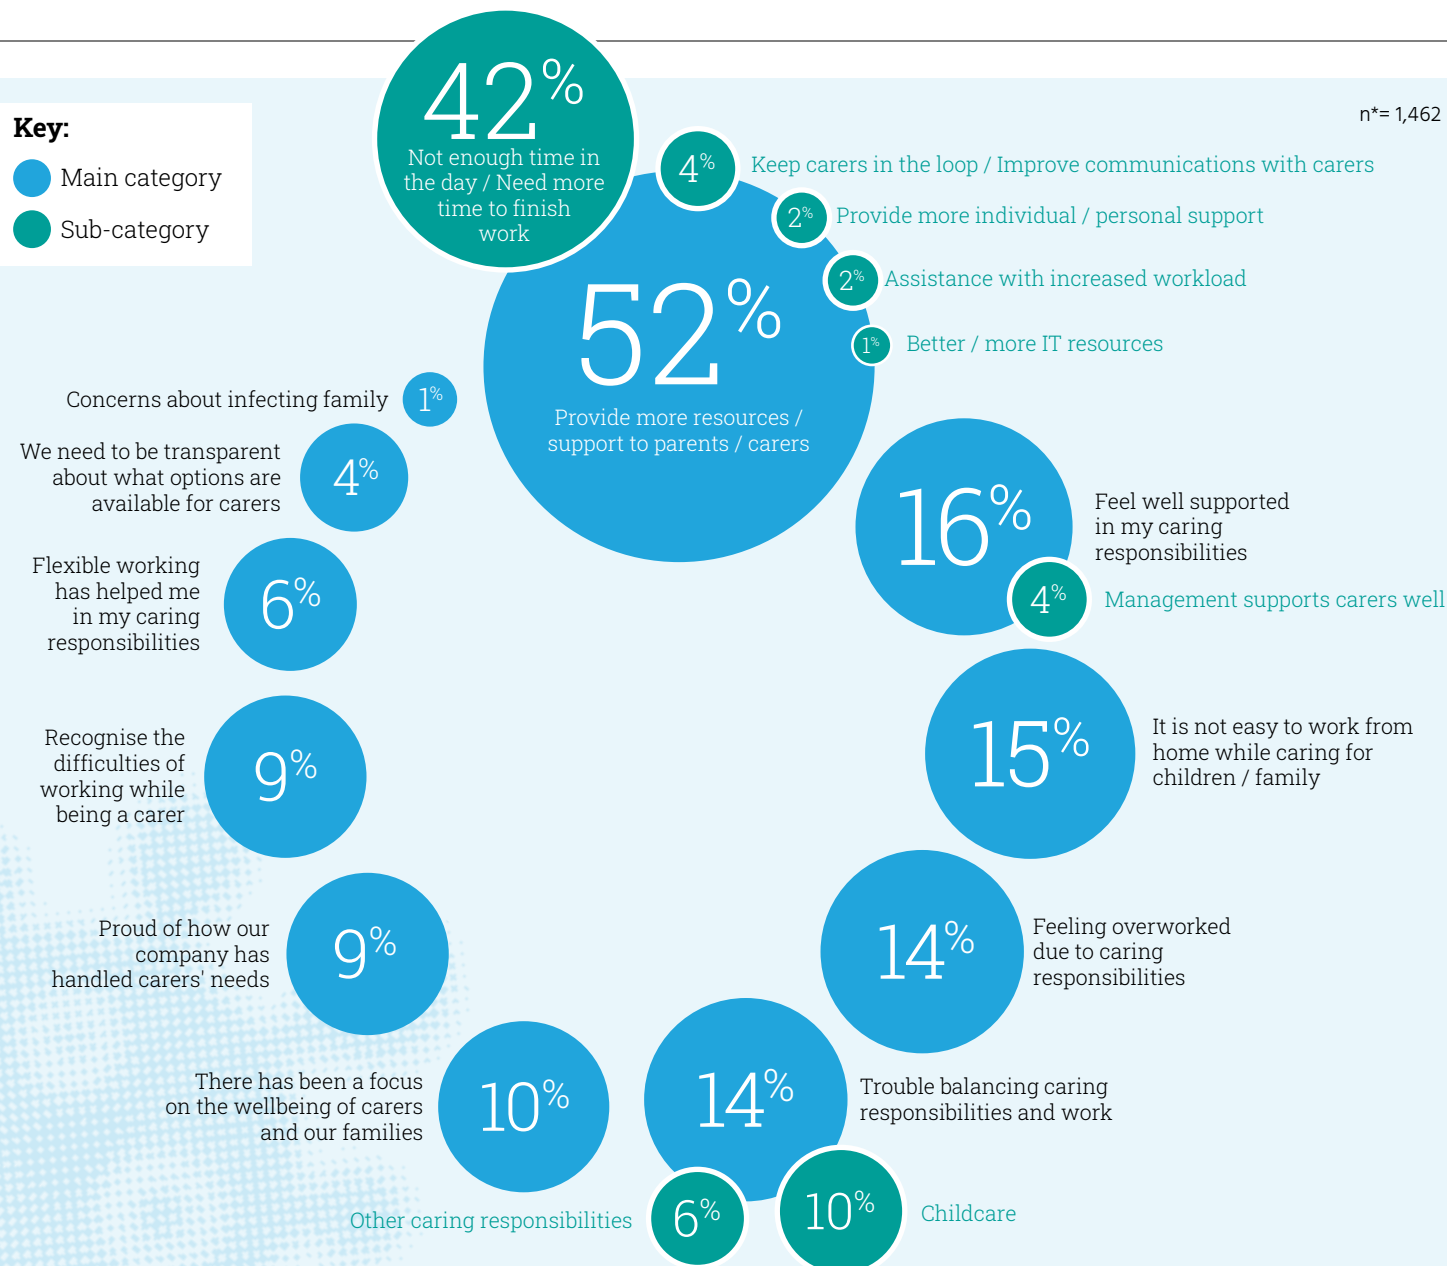 42%
Not enough time in
the day / Need more
time to finish
work
n*= 1,462
Key:
Main category
Sub-category
4%
Keep carers in the loop / Improve communications with carers
2%
Provide more individual / personal support
2%
Assistance with increased workload
1%
Better / more IT resources
52%
Provide more resources /
support to parents / carers
16%
Feel well supported
in my caring
responsibilities
4%
Management supports carers well
15%
It is not easy to work from
home while caring for
children / family
14%
Feeling overworked
due to caring
responsibilities
14%
Trouble balancing caring
responsibilities and work
10%
Childcare
6%
Other caring responsibilities
10%
There has been a focus
on the wellbeing of carers
and our families
9%
Proud of how our
company has
handled carers' needs
9%
Recognise the
difficulties of
working while
being a carer
6%
Flexible working
has helped me
in my caring
responsibilities
4%
We need to be transparent
about what options are
available for carers
1%
Concerns about infecting family